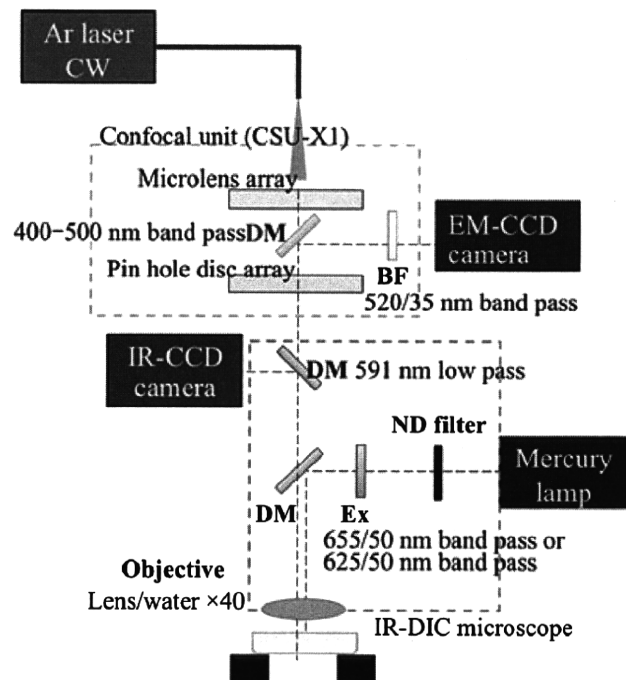 Ar laser
CW
Confocal unit (CSU-X1)
Microlens array
400−500 nm band passDM
EM-CCD
camera
Pin hole disc array
BF
520/35 nm band pass
IR-CCD
camera
DM 591 nm low pass
ND filter
Mercury
lamp
DM
Ex
655/50 nm band pass or
625/50 nm band pass
Objective
Lens/water ×40
IR-DIC microscope